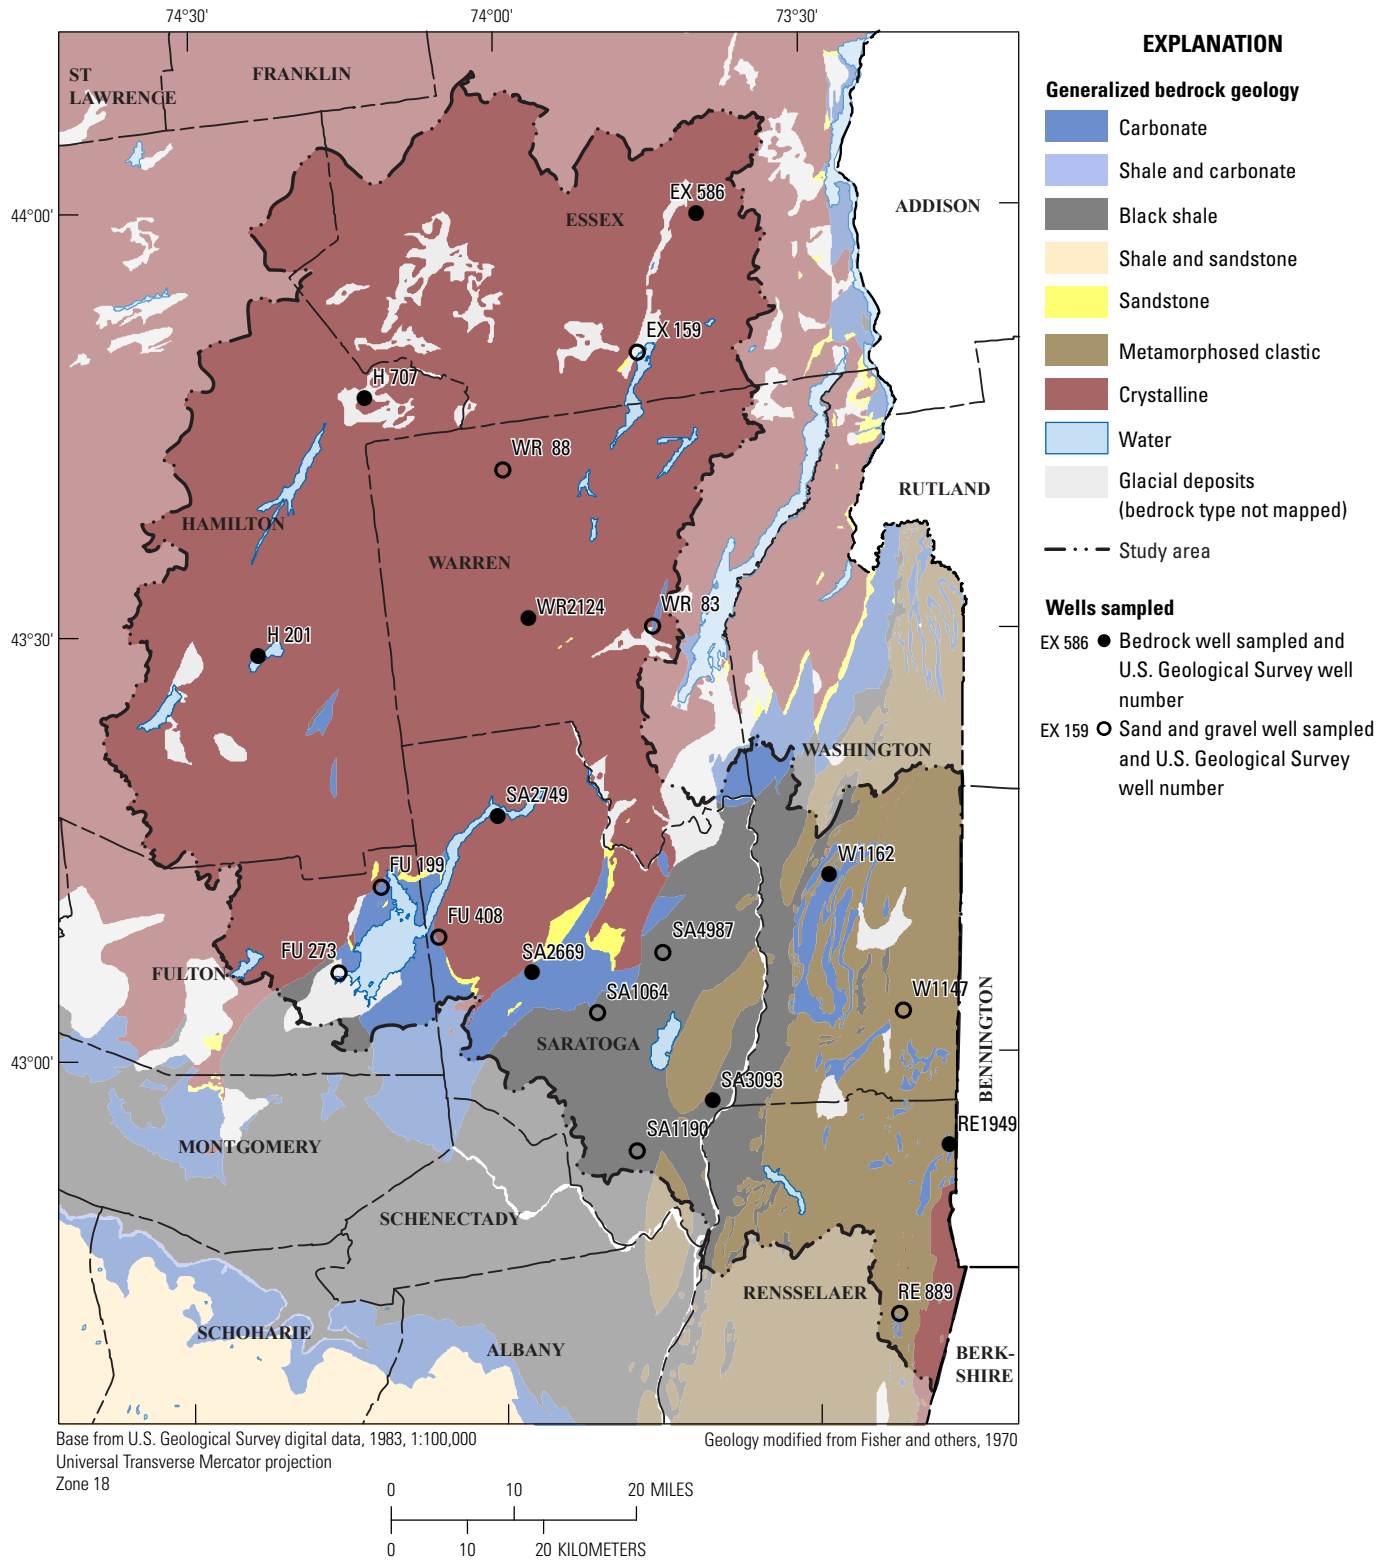 74°30'
74°00'
73°30'
EXPLANATION
ST
LAWRENCE
FRANKLIN
Generalized bedrock geology
Carbonate
Shale and carbonate
Black shale
Shale and sandstone
Sandstone
Metamorphosed clastic
Crystalline
Water
Glacial deposits
(bedrock type not mapped)
Study area
Wells sampled
EX 586
Bedrock well sampled and
U.S. Geological Survey well
number
EX 159
Sand and gravel well sampled
and U.S. Geological Survey
well number
EX 586
44°00'
ESSEX
ADDISON
EX 159
H 707
WR 88
RUTLAND
HAMILTON
WARREN
WR2124
WR 83
43°30'
H 201
WASHINGTON
SA2749
FU 199
W1162
FU 408
FU 273
SA2669
SA4987
FULTON
SA1064
W1147
SARATOGA
BENNINGTON
43°00'
SA3093
SA1190
RE1949
MONTGOMERY
SCHENECTADY
RENSSELAER
RE 889
SCHOHARIE
ALBANY
BERK-
SHIRE
Base from U.S. Geological Survey digital data, 1983, 1:100,000
Universal Transverse Mercator projection
Zone 18
Geology modified from Fisher and others, 1970
0 10 20 MILES
0 10 20 KILOMETERS